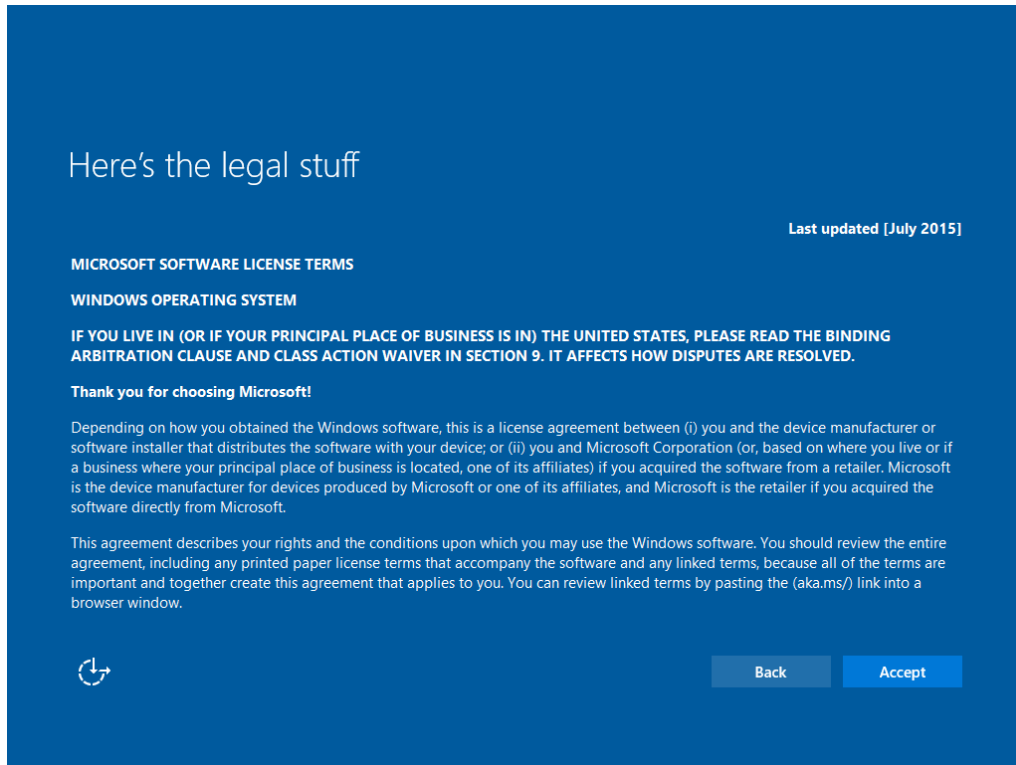 Here's the legal stuff
Last updated [July 2015]
MICROSOFT SOFTWARE LICENSE TERMS
WINDOWS OPERATING SYSTEM
IF YOU LIVE IN (OR IF YOUR PRINCIPAL PLACE OF BUSINESS IS IN) THE UNITED STATES, PLEASE READ THE BINDING
ARBITRATION CLAUSE AND CLASS ACTION WAIVER IN SECTION 9. IT AFFECTS HOW DISPUTES ARE RESOLVED.
Thank you for choosing Microsoft!
Depending on how you obtained the Windows software, this is a license agreement between (i) you and the device manufacturer or
software installer that distributes the software with your device; or (ii) you and Microsoft Corporation (or, based on where you live or if
a business where your principal place of business is located, one of its affiliates) if you acquired the software from a retailer. Microsoft
is the device manufacturer for devices produced by Microsoft or one of its affiliates, and Microsoft is the retailer if you acquired the
software directly from Microsoft.
This agreement describes your rights and the conditions upon which you may use the Windows software. You should review the entire
agreement, including any printed paper license terms that accompany the software and any linked terms, because all of the terms are
important and together create this agreement that applies to you. You can review linked terms by pasting the (aka.ms/) link into a
browser window.
Back
Accept